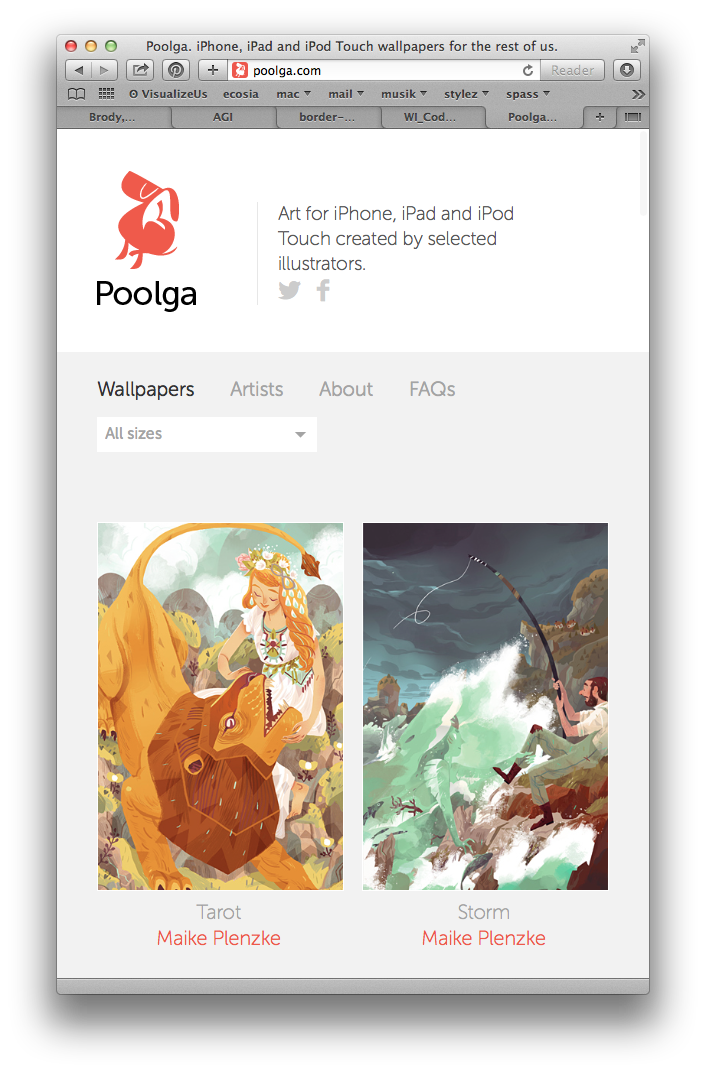 Poolga. iPhone, iPad and iPod Touch wallpapers for the rest of us.
poolga.com
Reader
ʘ VisualizeUs ecosia mac mail musik stylez spass
Brody,... AGI border-... WI_Cod... Poolga...
Art for iPhone, iPad and iPod
Touch created by selected
illustrators.
Poolga
Wallpapers Artists About FAQs
All sizes
Tarot
Maike Plenzke
Storm
Maike Plenzke